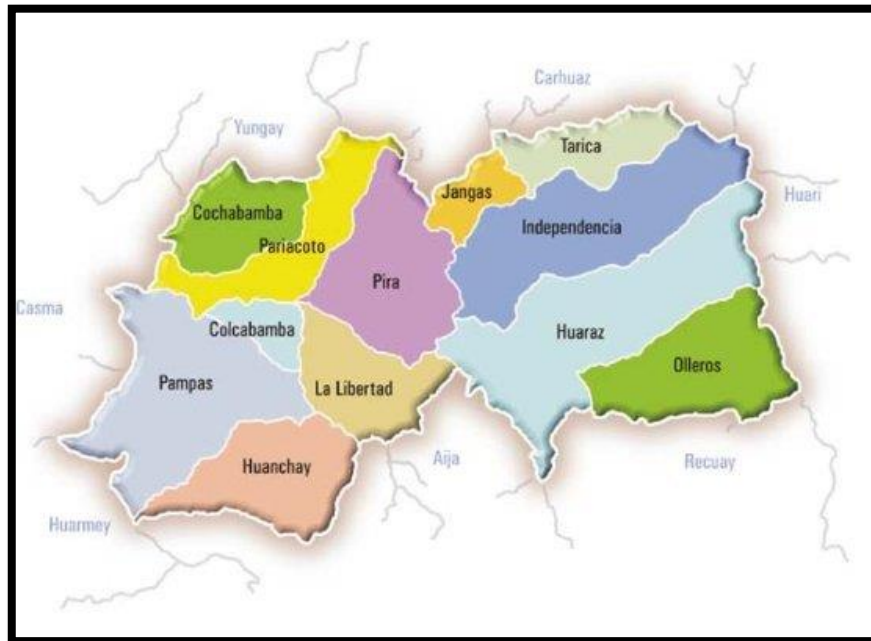 Carhuaz
Yungay
Tarica
Jangas
Huari
Cochabamba
Independencia
Pariacoto
Pira
Casma
Colcabamba
Huaraz
Olleros
Pampas
La Libertad
Aija
Recuay
Huanchay
Huarmey